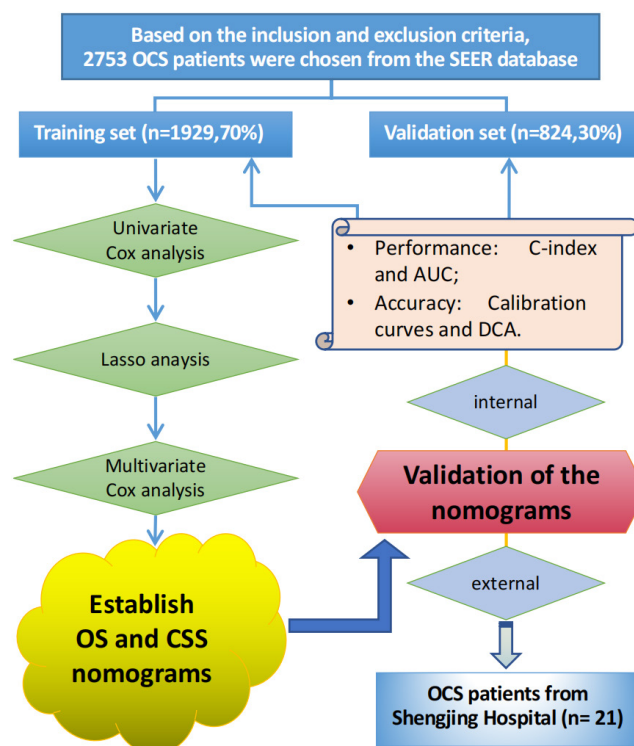 Based on the inclusion and exclusion criteria,
2753 OCS patients were chosen from the SEER database
Training set (n=1929,70%)
Validation set (n=824,30%)
Univariate
Cox analysis
• Performance: C-index
and AUC;
• Accuracy: Calibration
curves and DCA.
Lasso anaysis
internal
Multivariate
Cox analysis
Validation of the
nomograms
Establish
OS and CSS
nomograms
external
OCS patients from
Shengjing Hospital (n= 21)